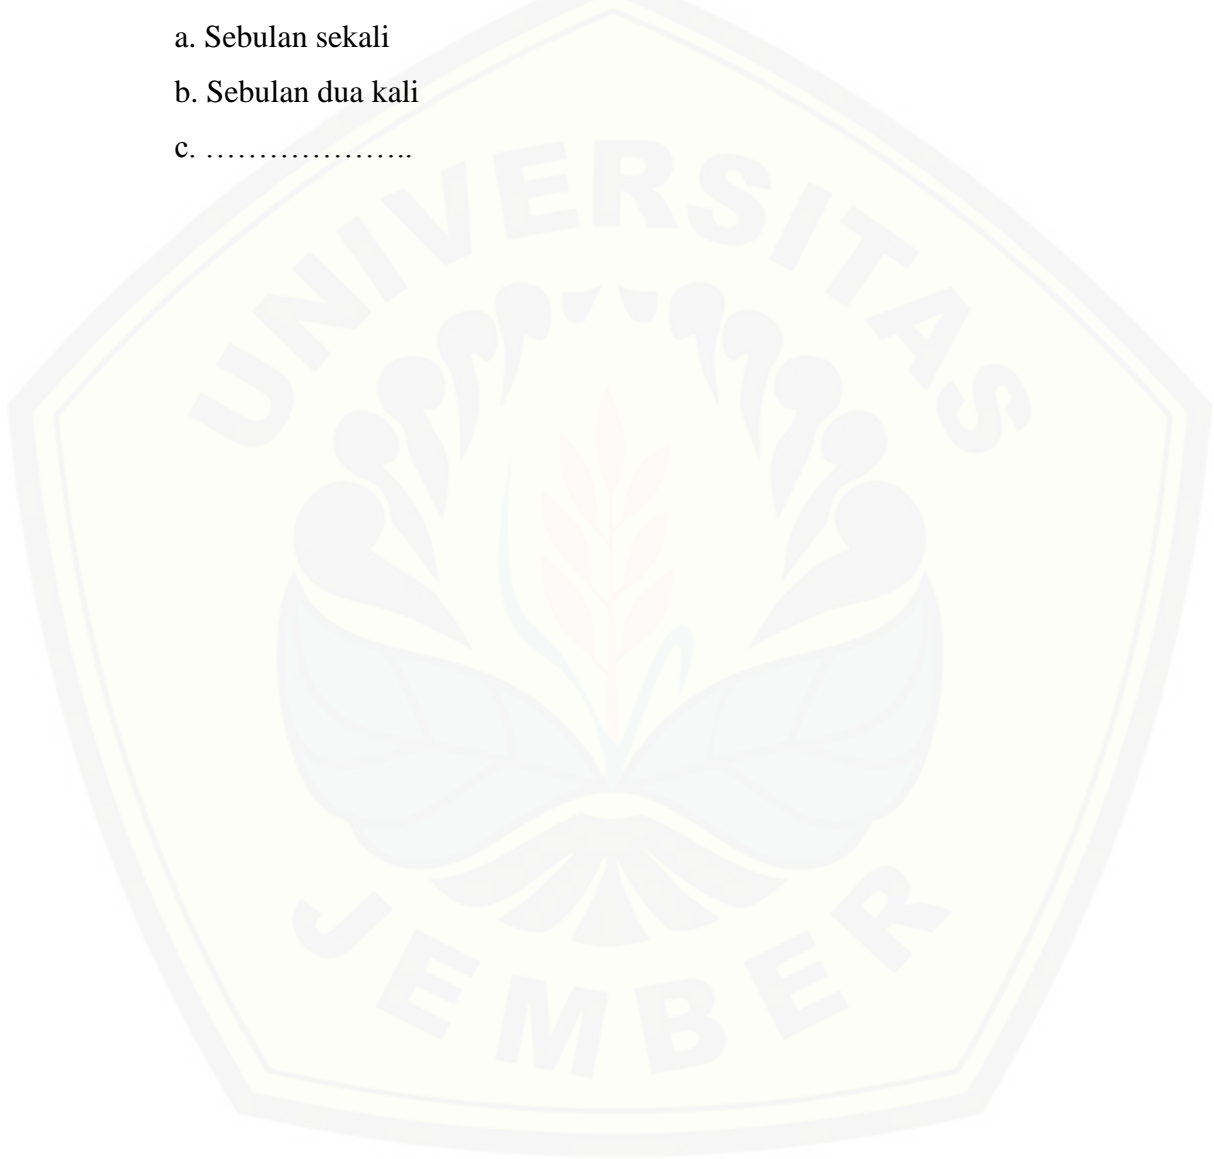 a. Sebulan sekali
b. Sebulan dua kali
c. ………………..
UNIVERSITAS
JEMBER